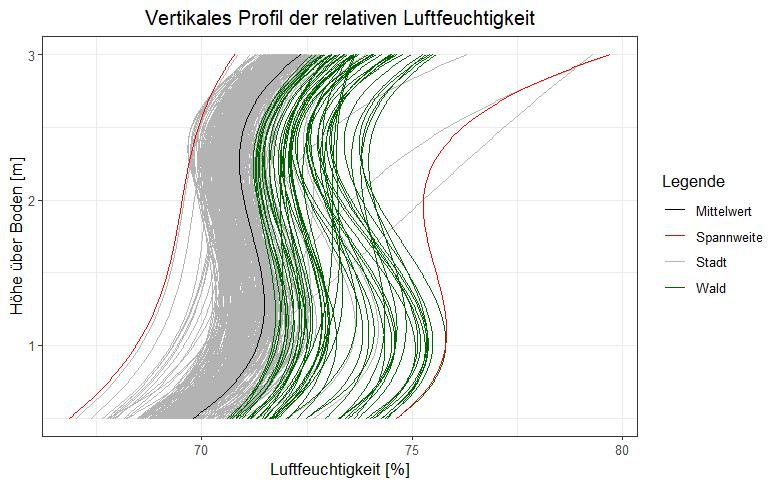 Vertikales Profil der relativen Luftfeuchtigkeit
3
2
1
Höhe über Boden [m]
70
75
80
Luftfeuchtigkeit [%]
Legende
Mittelwert
Spannweite
Stadt
Wald